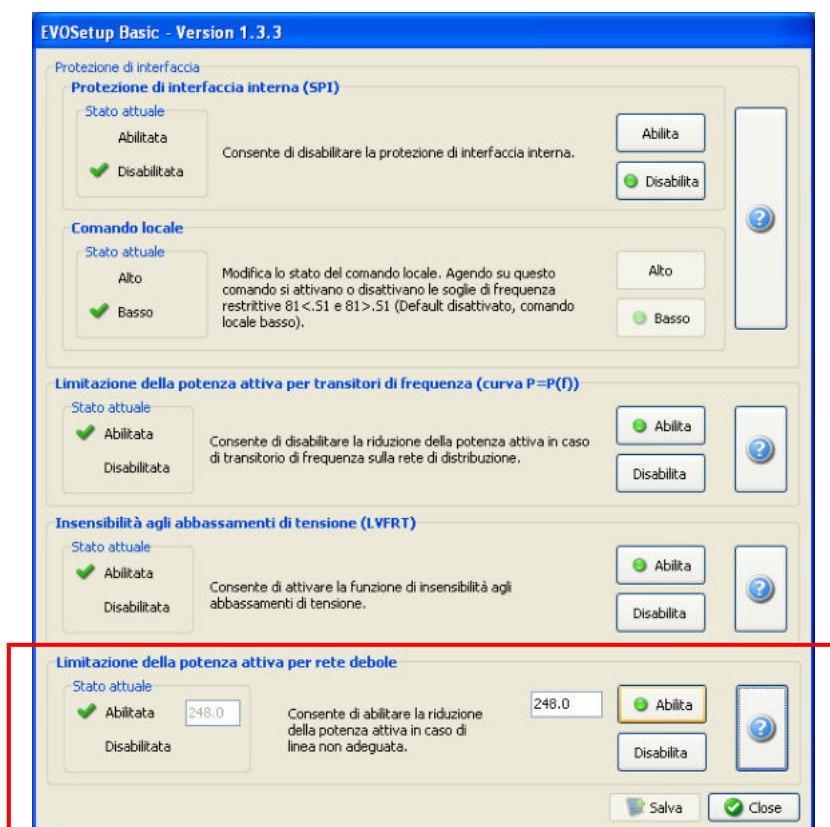 EVOSetup Basic - Version 1.3.3
Protezione di interfaccia
Protezione di interfaccia interna (SPI)
Stato attuale
Abilitata
Disabilitata
Consente di disabilitare la protezione di interfaccia interna.
Abilita
Disabilita
Comando locale
Stato attuale
Alto
Basso
Modifica lo stato del comando locale. Agendo su questo
comando si attivano o disattivano le soglie di frequenza
restrittive 81<.S1 e 81>.S1 (Default disattivato, comando
locale basso).
Alto
Basso
Limitazione della potenza attiva per transitori di frequenza (curva P=P(f))
Stato attuale
Abilitata
Disabilitata
Consente di disabilitare la riduzione della potenza attiva in caso
di transitorio di frequenza sulla rete di distribuzione.
Abilita
Disabilita
Insensibilità agli abbassamenti di tensione (LVFRT)
Stato attuale
Abilitata
Disabilitata
Consente di attivare la funzione di insensibilità agli
abbassamenti di tensione.
Abilita
Disabilita
Limitazione della potenza attiva per rete debole
Stato attuale
Abilitata 248.0
Disabilitata
Consente di abilitare la riduzione
della potenza attiva in caso di
linea non adeguata.
248.0
Abilita
Disabilita
Salva
Close